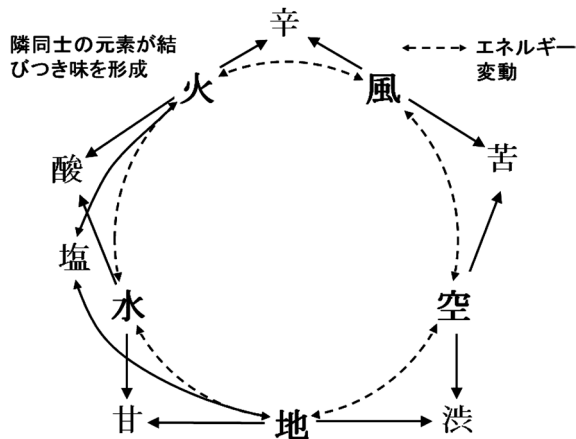 隣同士の元素が結
びつき味を形成
エネルギー
変動
辛
火
風
酸
苦
塩
水
空
甘
地
渋